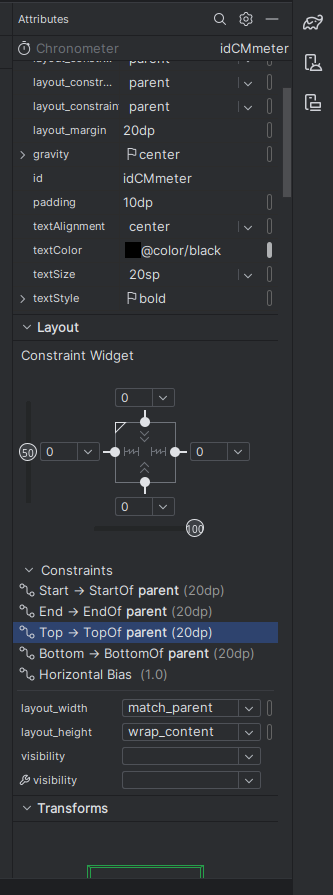 Attributes
Chronometer idCMmeter
layout_constr... parent
layout_constr... parent
layout_constrain parent
layout_margin 20dp
gravity center
id idCMmeter
padding 10dp
textAlignment center
textColor @color/black
textSize 20sp
textStyle bold
Layout
Constraint Widget
0
50 0 0
0
100
Constraints
Start → StartOf parent (20dp)
End → EndOf parent (20dp)
Top → TopOf parent (20dp)
Bottom → BottomOf parent (20dp)
Horizontal Bias (1.0)
layout_width match_parent
layout_height wrap_content
visibility
visibility
Transforms